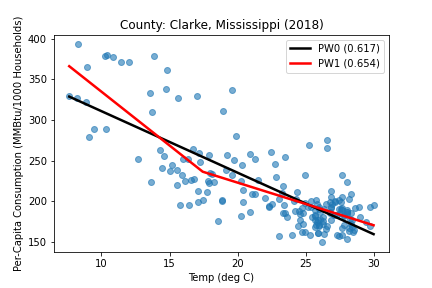 County: Clarke, Mississippi (2018)
Per-Capita Consumption (MMBtu/1000 Households)
400
350
300
250
200
150
PW0 (0.617)
PW1 (0.654)
10
15
20
25
30
Temp (deg C)